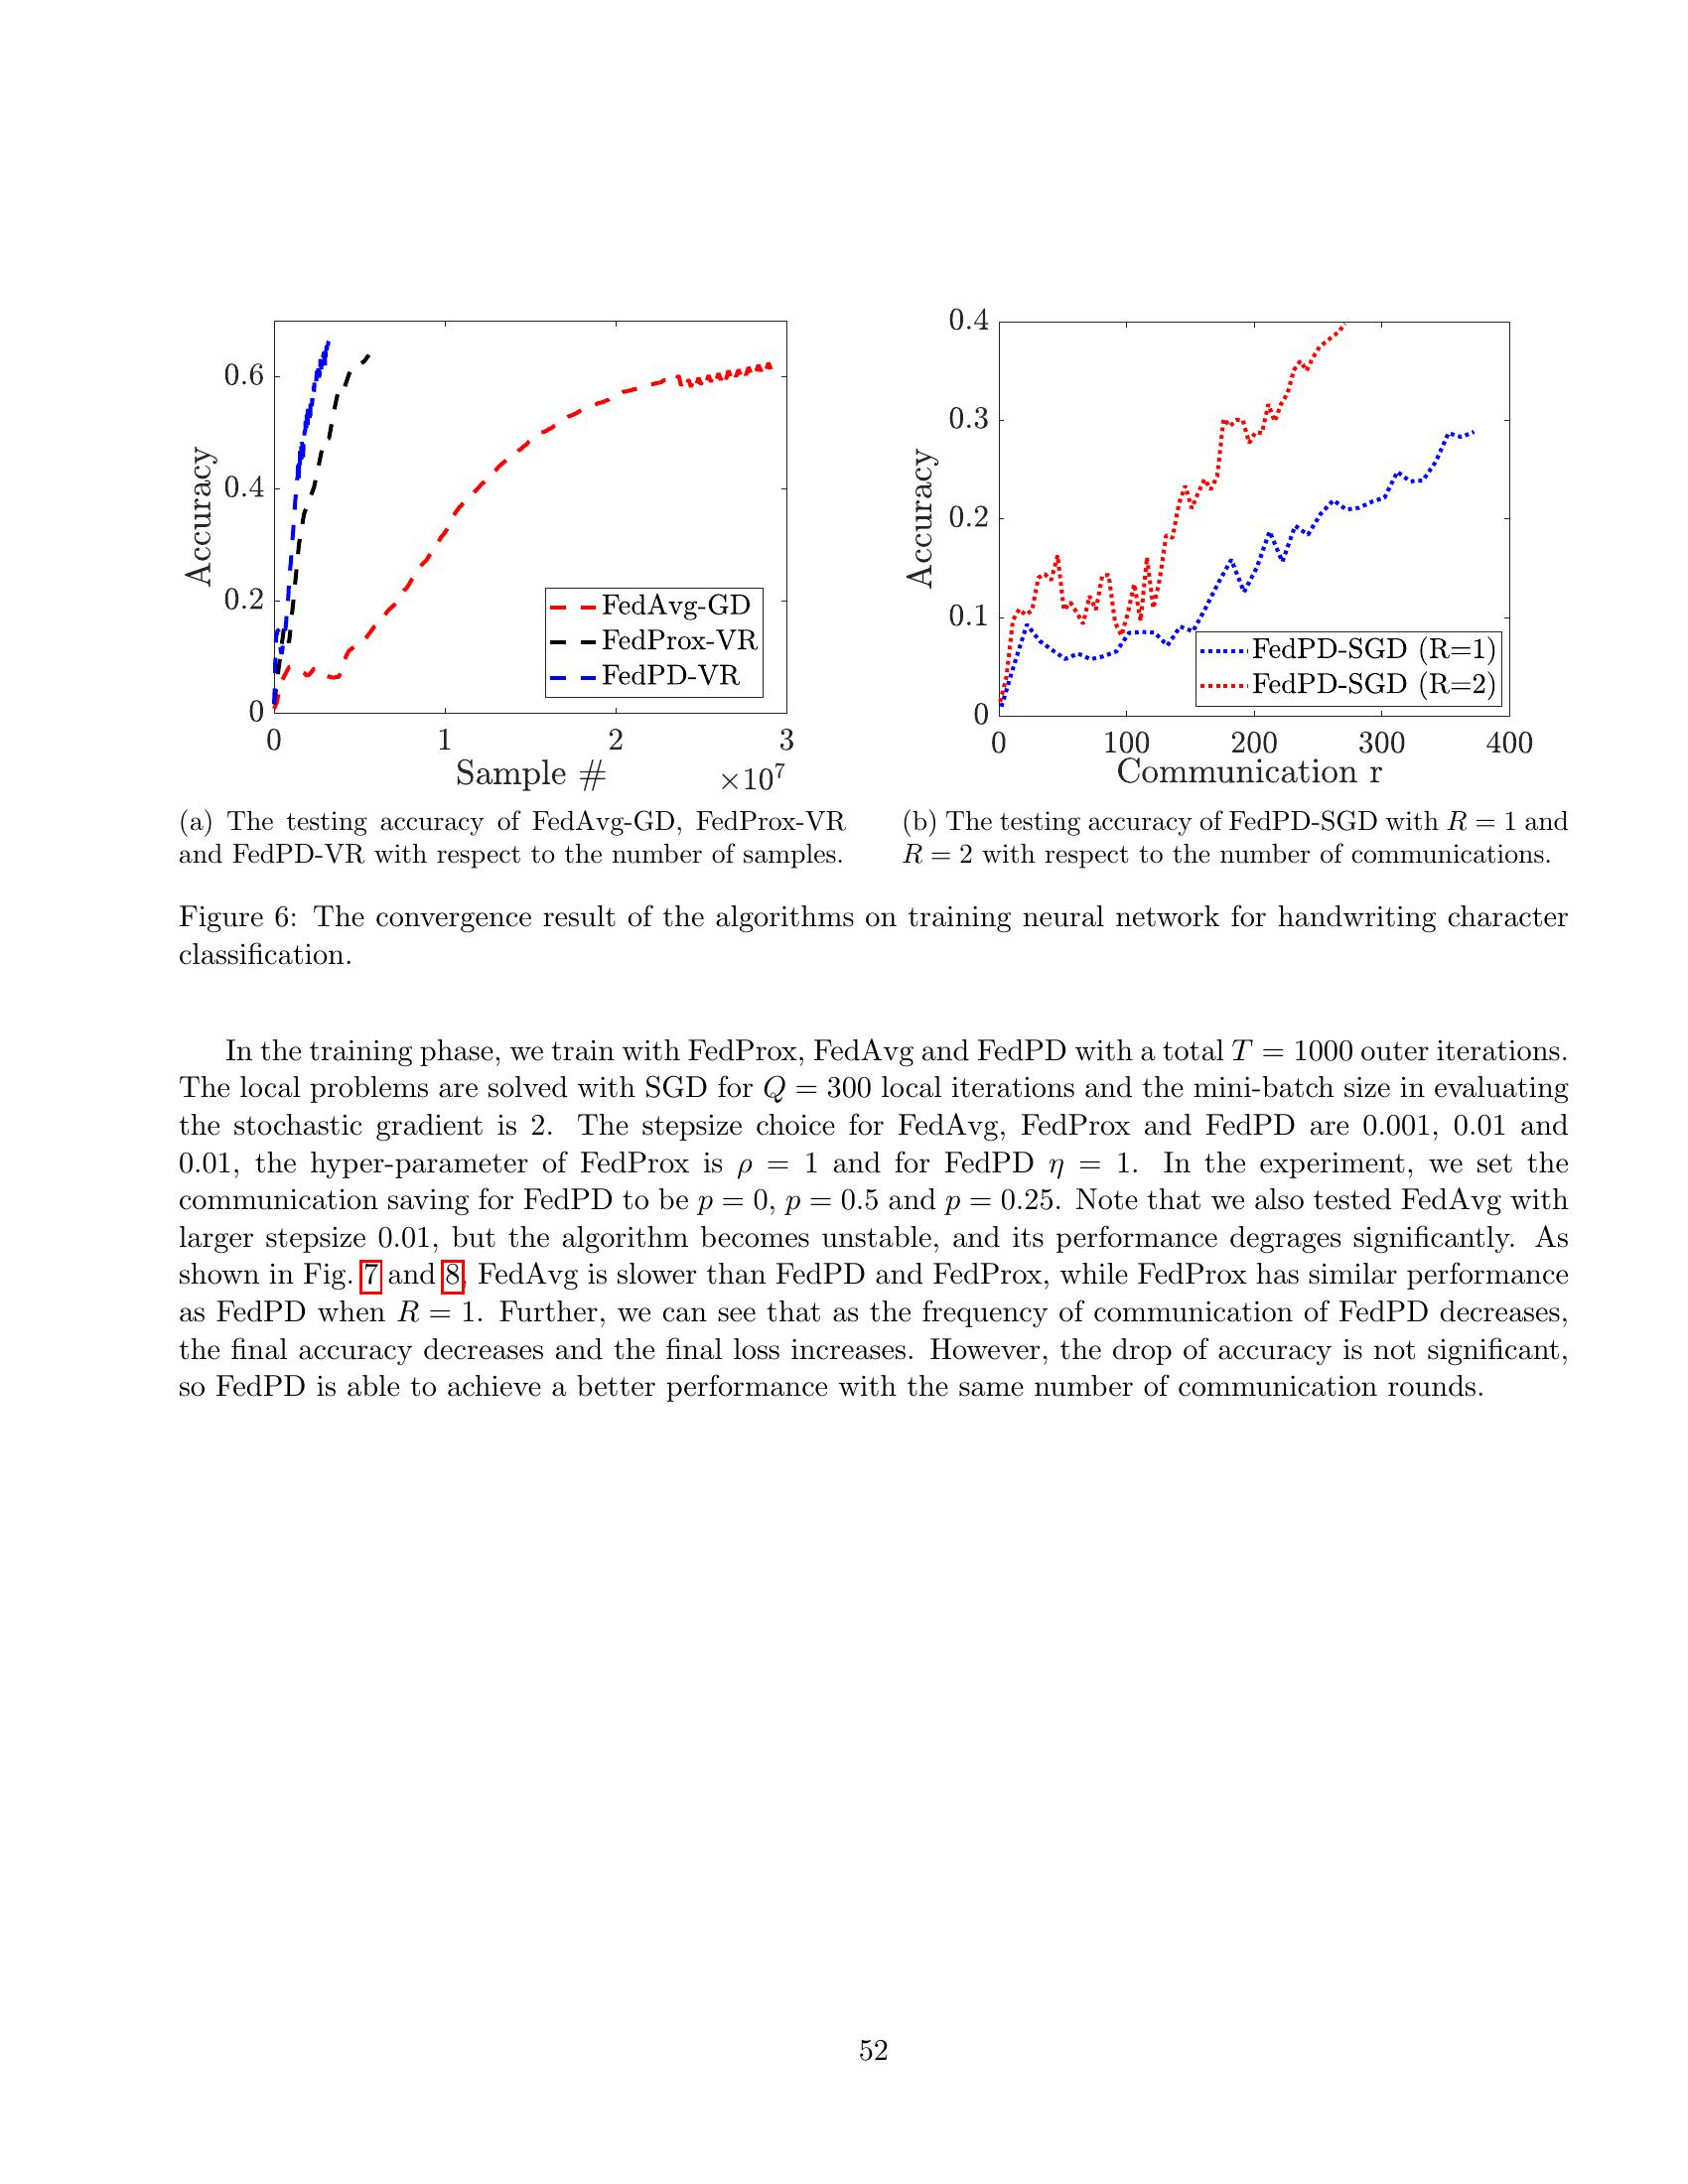 0.6
0.4
0.2
0
Accuracy
0 1 2 3
Sample # ×10⁷
FedAvg-GD
FedProx-VR
FedPD-VR
0.4
0.3
0.2
0.1
0
Accuracy
0 100 200 300 400
Communication r
FedPD-SGD (R=1)
FedPD-SGD (R=2)
(a) The testing accuracy of FedAvg-GD, FedProx-VR
and FedPD-VR with respect to the number of samples.
(b) The testing accuracy of FedPD-SGD with R = 1 and
R = 2 with respect to the number of communications.
Figure 6: The convergence result of the algorithms on training neural network for handwriting character
classification.
In the training phase, we train with FedProx, FedAvg and FedPD with a total T = 1000 outer iterations.
The local problems are solved with SGD for Q = 300 local iterations and the mini-batch size in evaluating
the stochastic gradient is 2. The stepsize choice for FedAvg, FedProx and FedPD are 0.001, 0.01 and
0.01, the hyper-parameter of FedProx is ρ = 1 and for FedPD η = 1. In the experiment, we set the
communication saving for FedPD to be p = 0, p = 0.5 and p = 0.25. Note that we also tested FedAvg with
larger stepsize 0.01, but the algorithm becomes unstable, and its performance degrages significantly. As
shown in Fig. 7 and 8, FedAvg is slower than FedPD and FedProx, while FedProx has similar performance
as FedPD when R = 1. Further, we can see that as the frequency of communication of FedPD decreases,
the final accuracy decreases and the final loss increases. However, the drop of accuracy is not significant,
so FedPD is able to achieve a better performance with the same number of communication rounds.
52